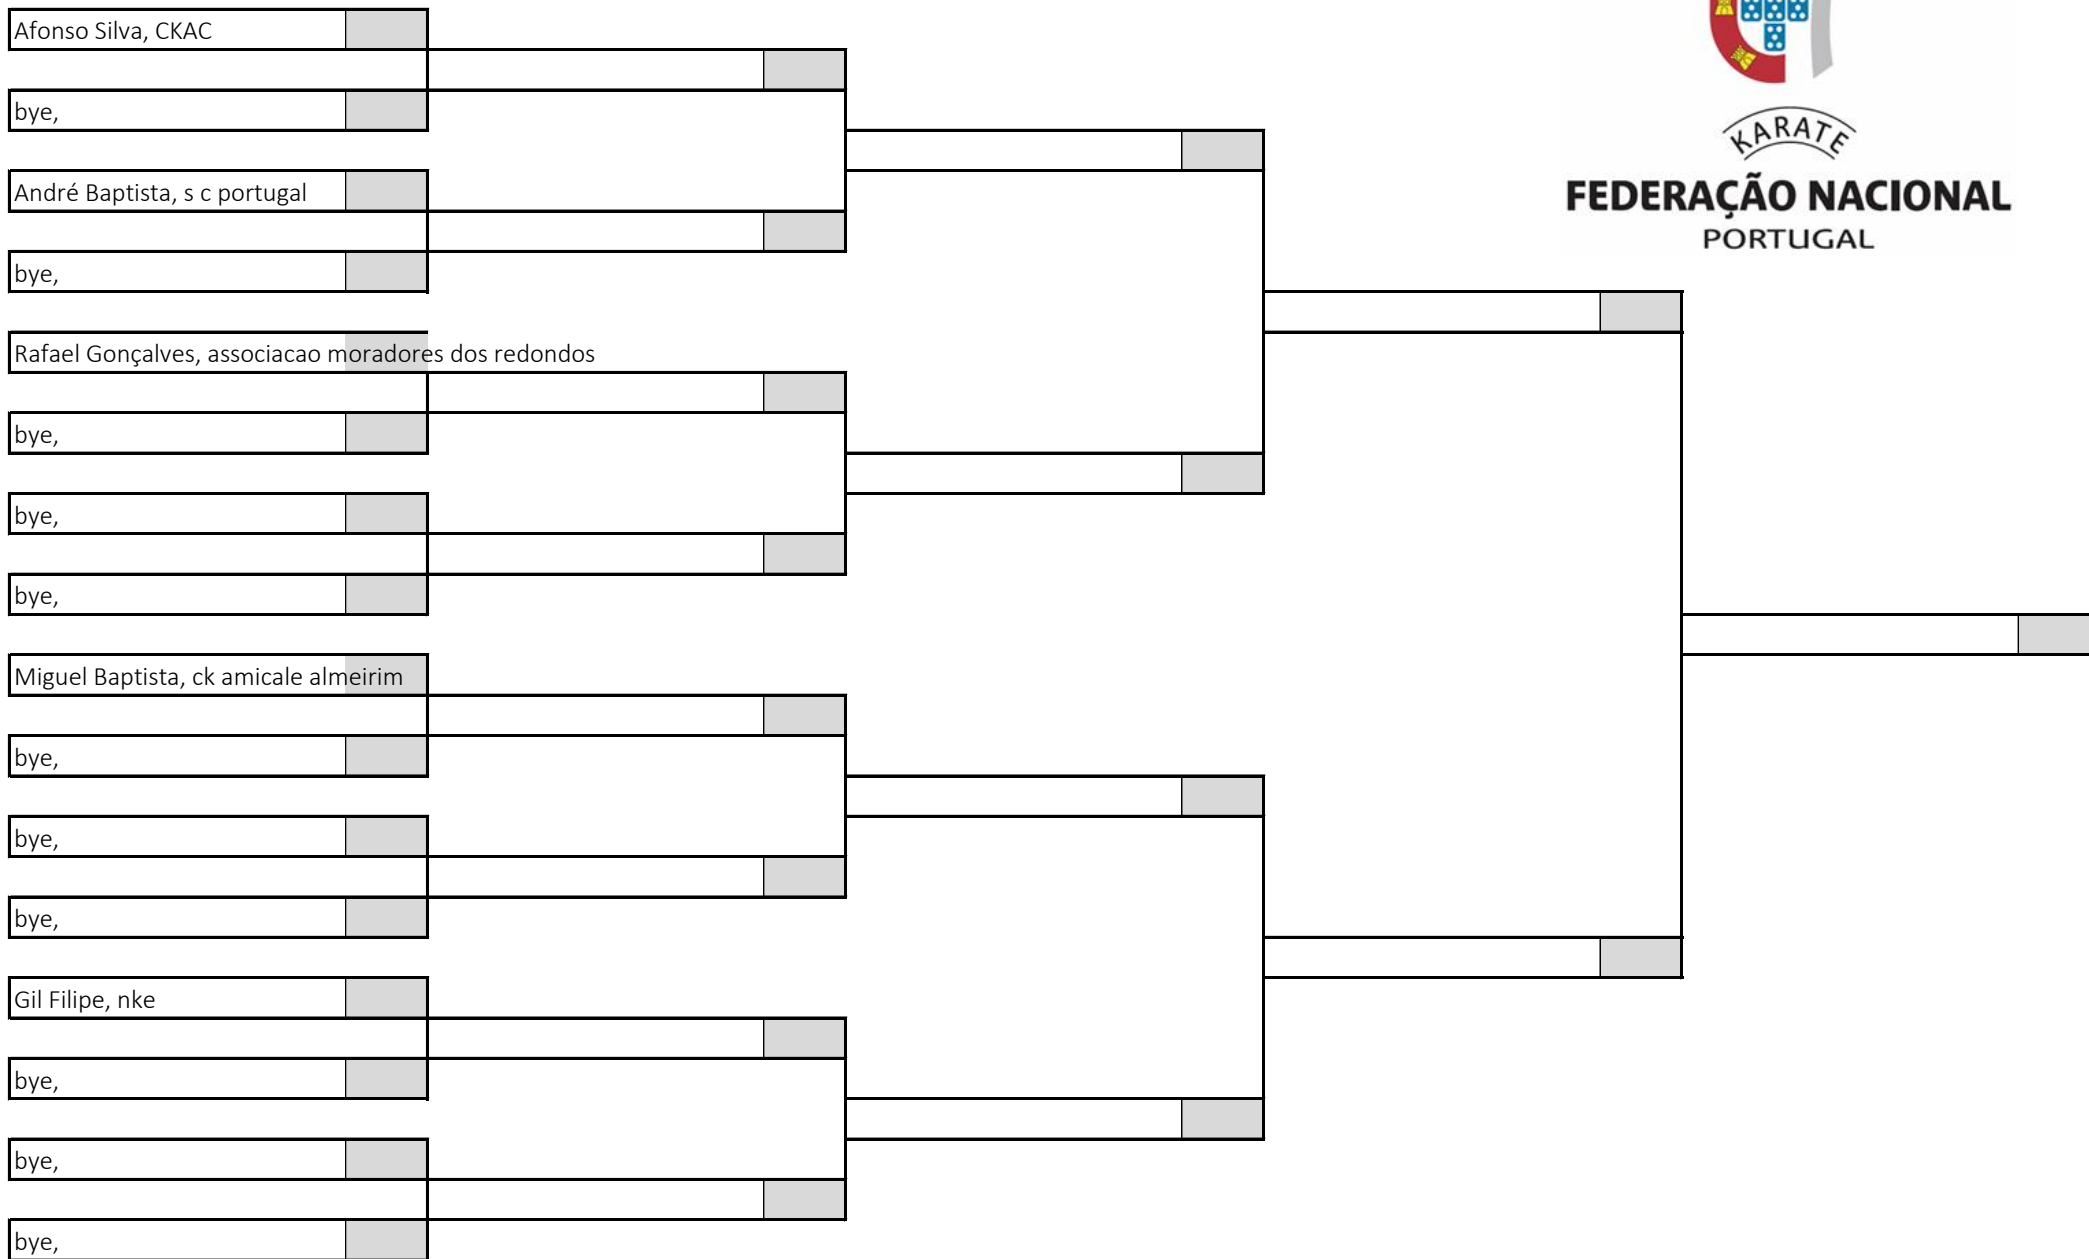 Afonso Silva, CKAC
bye,
KARATE
André Baptista, s c portugal
FEDERAÇÃO NACIONAL
PORTUGAL
bye,
Rafael Gonçalves, associacao moradores dos redondos
bye,
bye,
bye,
Miguel Baptista, ck amicale almeirim
bye,
bye,
bye,
Gil Filipe, nke
bye,
bye,
bye,